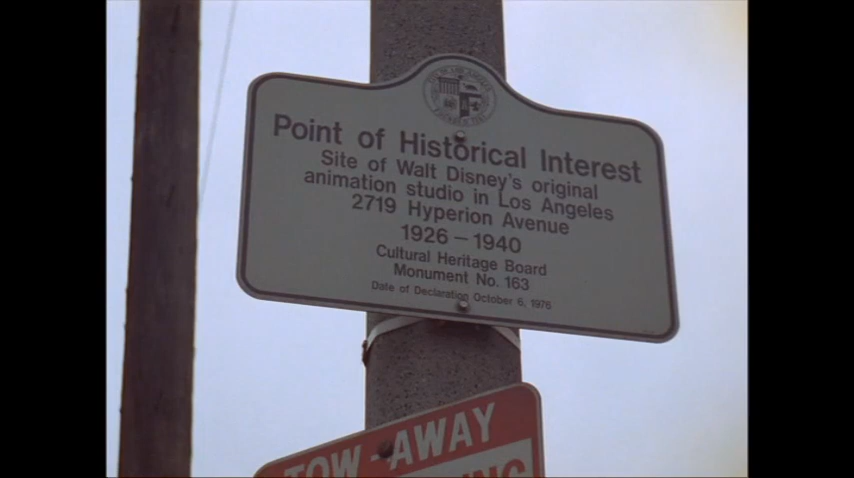 Point of Historical Interest
Site of Walt Disney's original
animation studio in Los Angeles
2719 Hyperion Avenue
1926 – 1940
Cultural Heritage Board
Monument No. 163
Date of Declaration October 6, 1976
TOW-AWAY